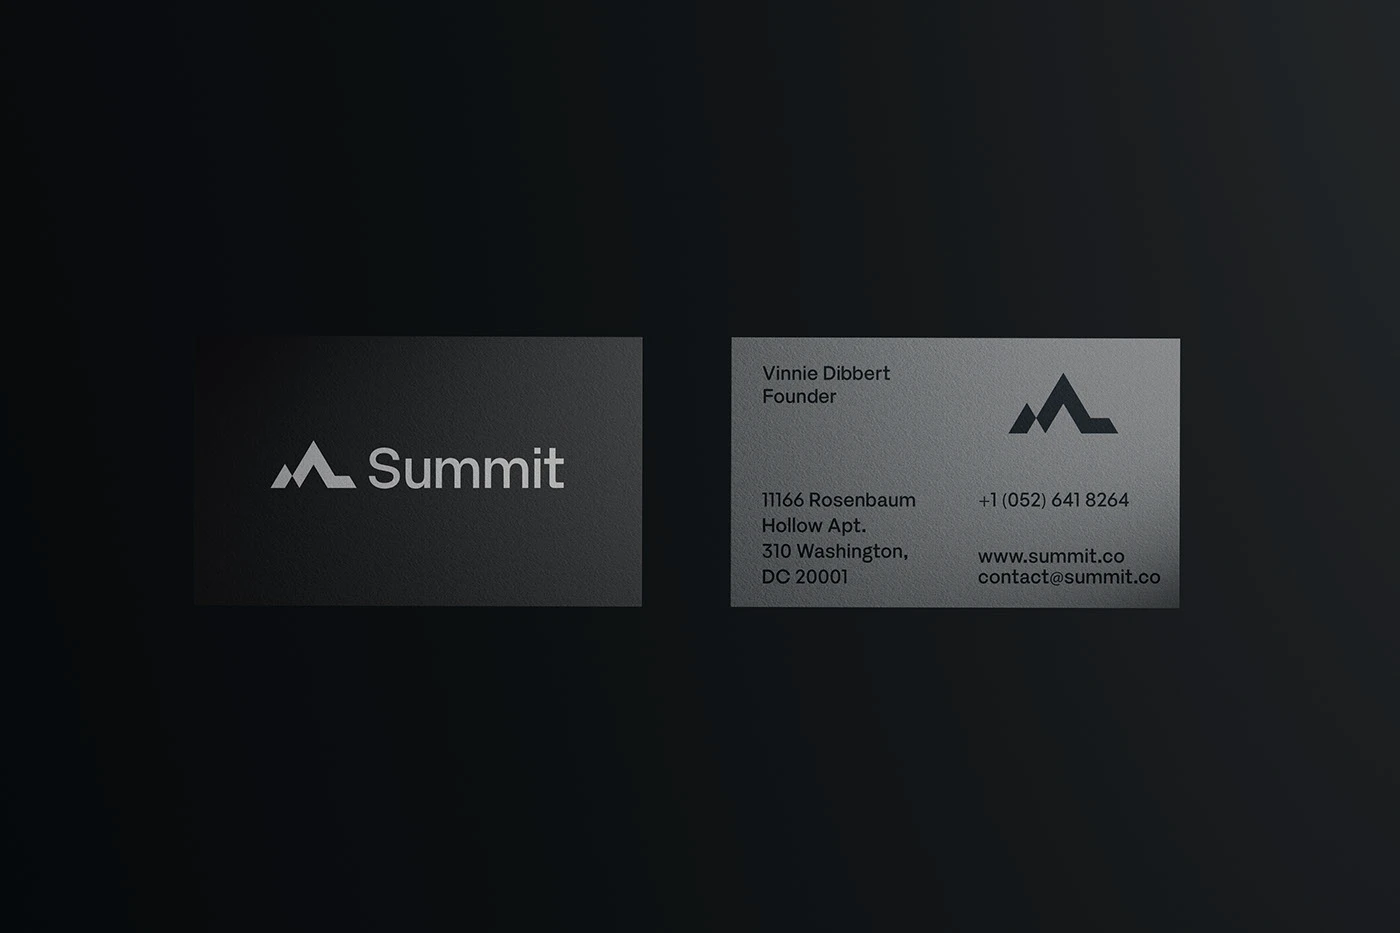 Summit
Vinnie Dibbert
Founder
11166 Rosenbaum
Hollow Apt.
310 Washington,
DC 20001
+1 (052) 641 8264
www.summit.co
contact@summit.co